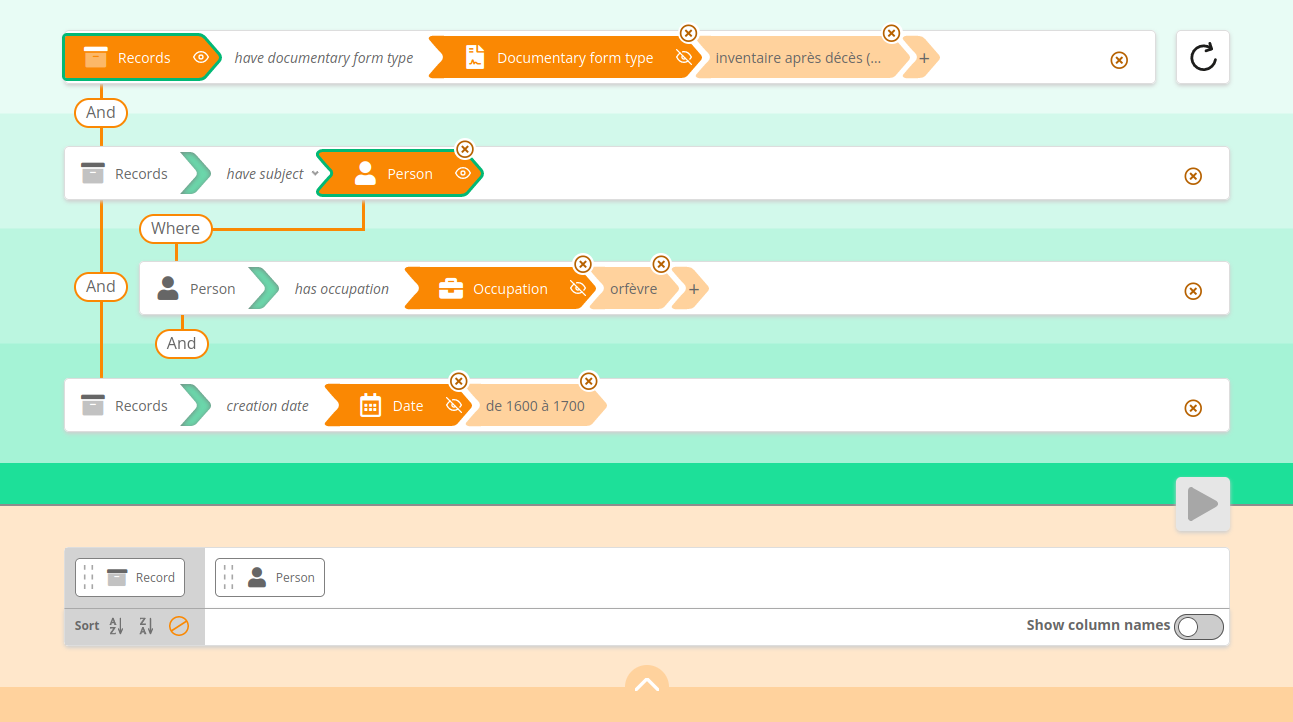 Records have documentary form type Documentary form type inventaire après décès (... +
And
Records have subject Person
Where
And
Person has occupation Occupation orfèvre +
And
Records creation date Date de 1600 à 1700
Record Person
Sort A Z Z A Show column names